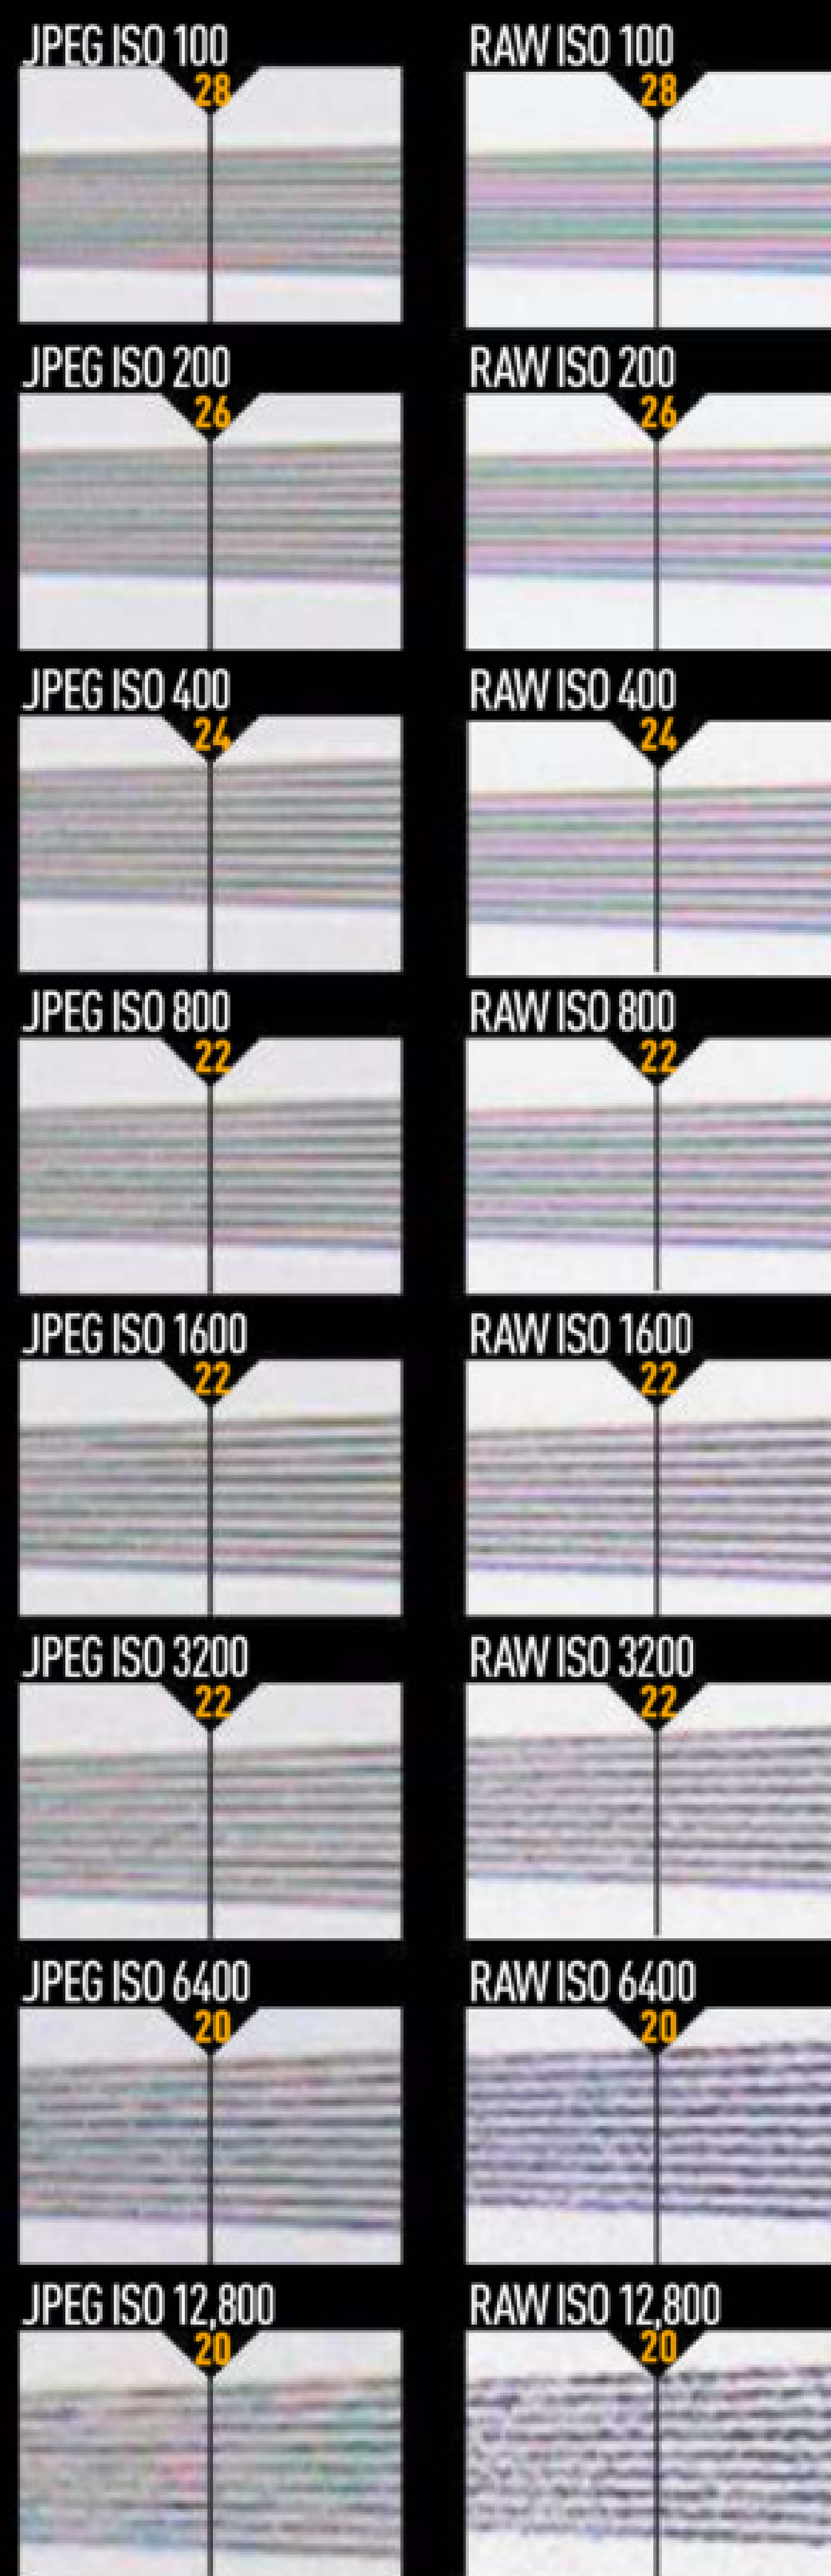 JPEG ISO 100
RAW ISO 100
28
28
JPEG ISO 200
RAW ISO 200
26
26
JPEG ISO 400
RAW ISO 400
24
24
JPEG ISO 800
RAW ISO 800
22
22
JPEG ISO 1600
RAW ISO 1600
22
22
JPEG ISO 3200
RAW ISO 3200
22
22
JPEG ISO 6400
RAW ISO 6400
20
20
JPEG ISO 12,800
RAW ISO 12,800
20
20